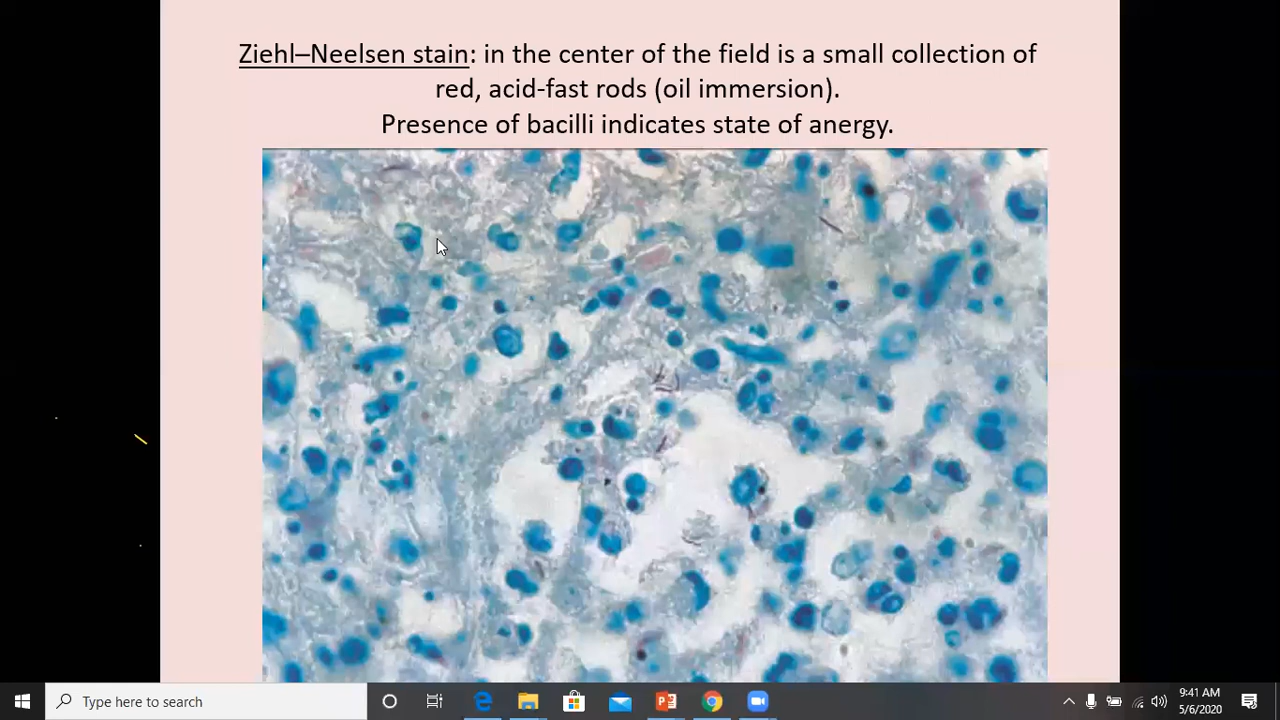 Ziehl–Neelsen stain: in the center of the field is a small collection of
red, acid-fast rods (oil immersion).
Presence of bacilli indicates state of anergy.
Type here to search
9:41 AM
5/6/2020